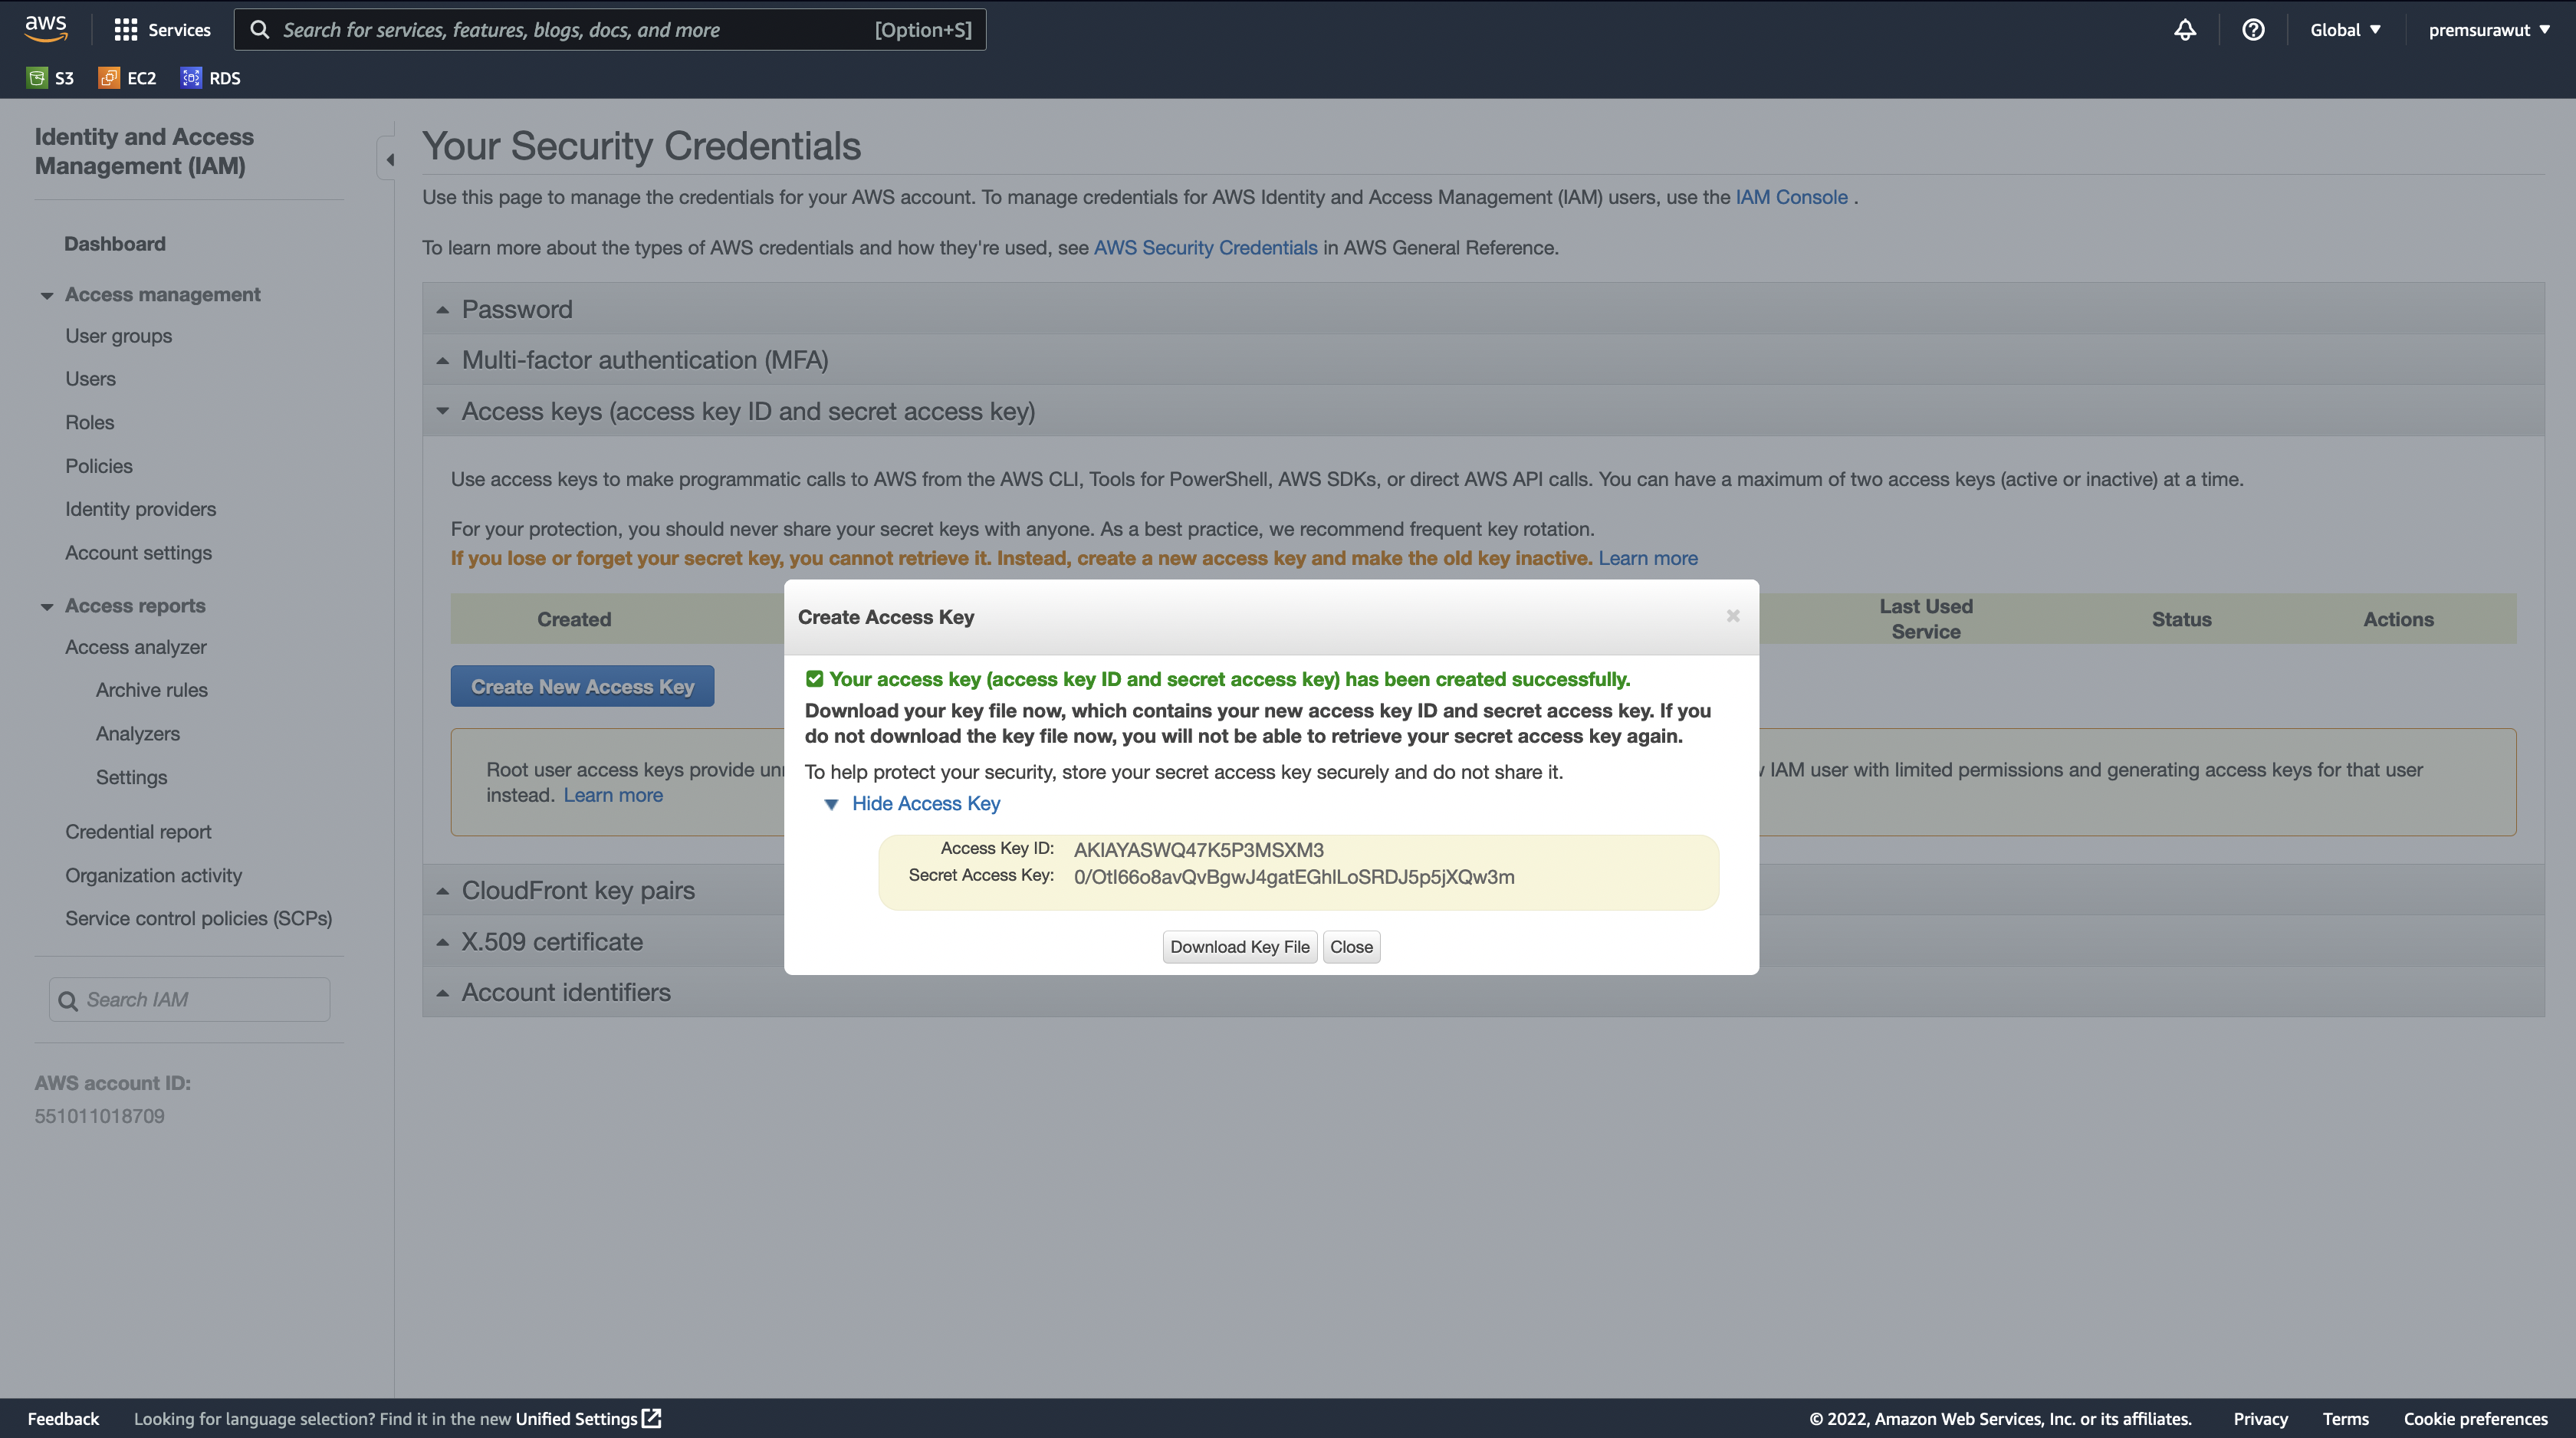 aws
Services
Search for services, features, blogs, docs, and more
[Option+S]
Global
premsurawut
S3
EC2
RDS
Identity and Access
Management (IAM)
Dashboard
Access management
User groups
Users
Roles
Policies
Identity providers
Account settings
Access reports
Access analyzer
Archive rules
Analyzers
Settings
Credential report
Organization activity
Service control policies (SCPs)
Search IAM
AWS account ID:
551011018709
Your Security Credentials
Use this page to manage the credentials for your AWS account. To manage credentials for AWS Identity and Access Management (IAM) users, use the IAM Console .
To learn more about the types of AWS credentials and how they're used, see AWS Security Credentials in AWS General Reference.
Password
Multi-factor authentication (MFA)
Access keys (access key ID and secret access key)
Use access keys to make programmatic calls to AWS from the AWS CLI, Tools for PowerShell, AWS SDKs, or direct AWS API calls. You can have a maximum of two access keys (active or inactive) at a time.
For your protection, you should never share your secret keys with anyone. As a best practice, we recommend frequent key rotation.
If you lose or forget your secret key, you cannot retrieve it. Instead, create a new access key and make the old key inactive. Learn more
Created
Last Used
Service
Status
Actions
Create New Access Key
Root user access keys provide
IAM user with limited permissions and generating access keys for that user
instead. Learn more
Create Access Key
Your access key (access key ID and secret access key) has been created successfully.
Download your key file now, which contains your new access key ID and secret access key. If you
do not download the key file now, you will not be able to retrieve your secret access key again.
To help protect your security, store your secret access key securely and do not share it.
Hide Access Key
Access Key ID: AKIAYASWQ47K5P3MSXM3
Secret Access Key:
Download Key File
Close
CloudFront key pairs
X.509 certificate
Account identifiers
Feedback
Looking for language selection? Find it in the new Unified Settings
© 2022, Amazon Web Services, Inc. or its affiliates.
Privacy
Terms
Cookie preferences